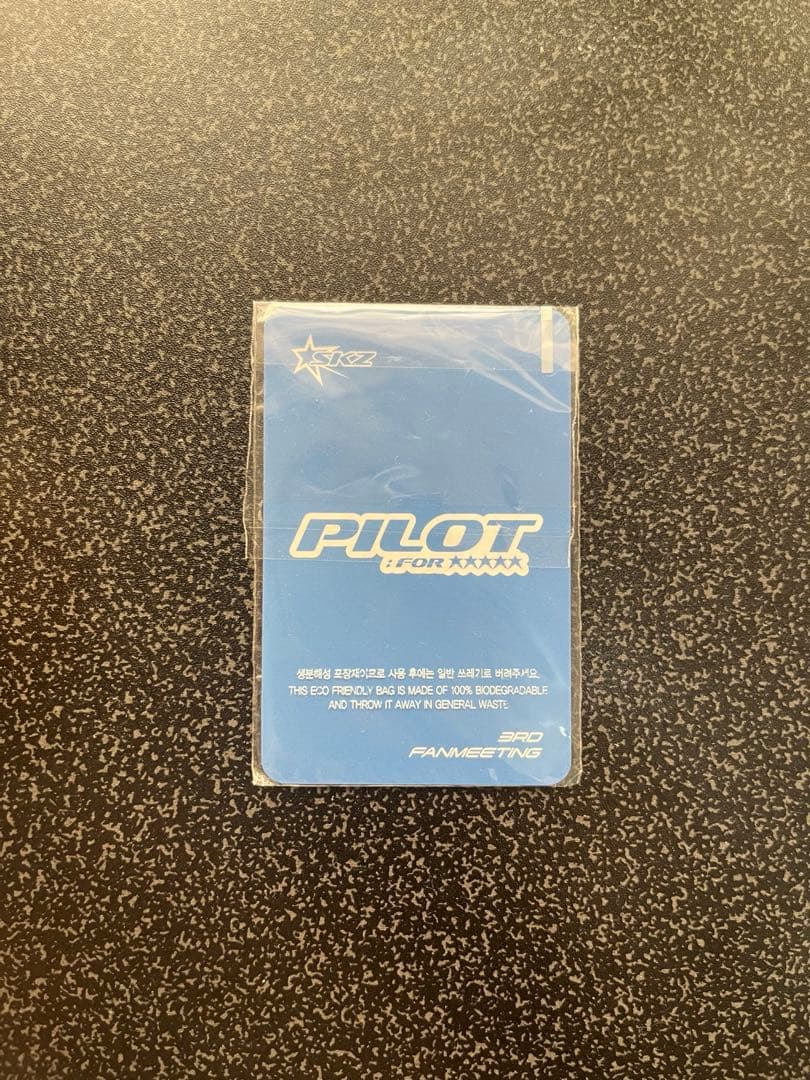 SKZ
PILOT
:FOR ★★★★★
생분해성 포장재이므로 사용 후에는 일반 쓰레기로 버려주세요.
THIS ECO FRIENDLY BAG IS MADE OF 100% BIODEGRADABLE
AND THROW IT AWAY IN GENERAL WASTE
3RD
FANMEETING